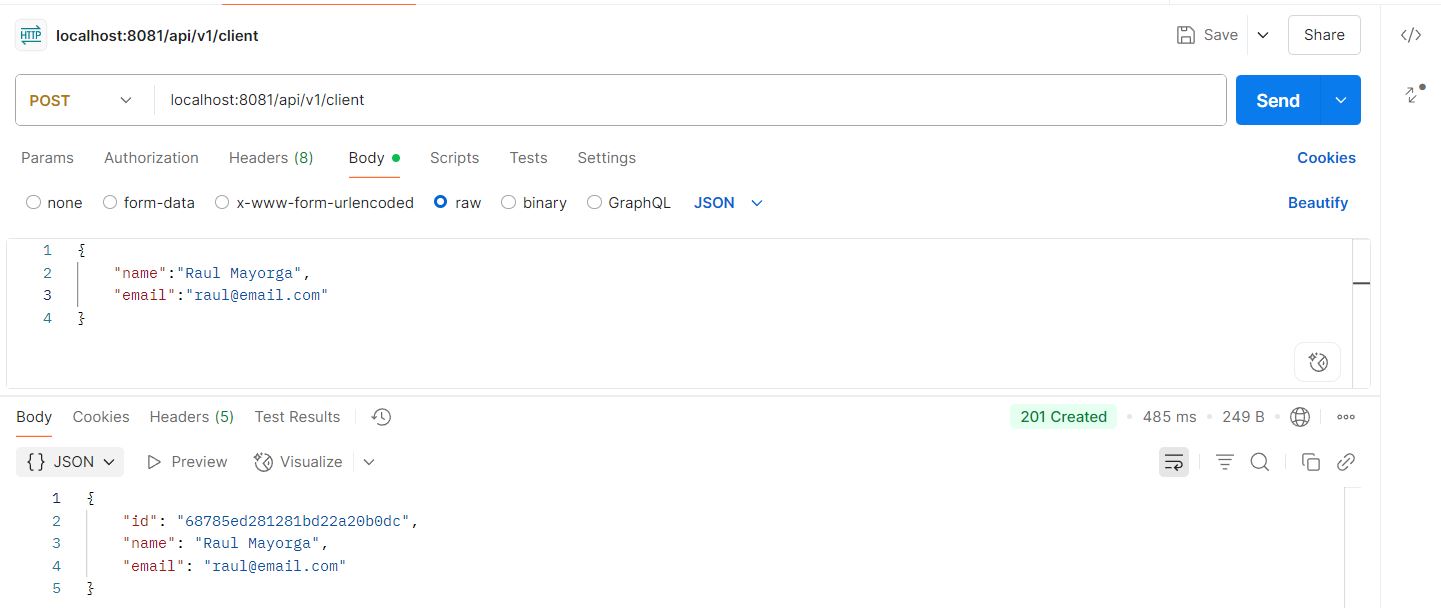 HTTP localhost:8081/api/v1/client Save Share
POST localhost:8081/api/v1/client Send
Params Authorization Headers (8) Body Scripts Tests Settings Cookies
none form-data x-www-form-urlencoded raw binary GraphQL JSON Beautify
1 {
2 "name":"Raul Mayorga",
3 "email":"raul@email.com"
4 }
Body Cookies Headers (5) Test Results 201 Created 485 ms 249 B
{} JSON Preview Visualize
1 {
2 "id": "68785ed281281bd22a20b0dc",
3 "name": "Raul Mayorga",
4 "email": "raul@email.com"
5 }